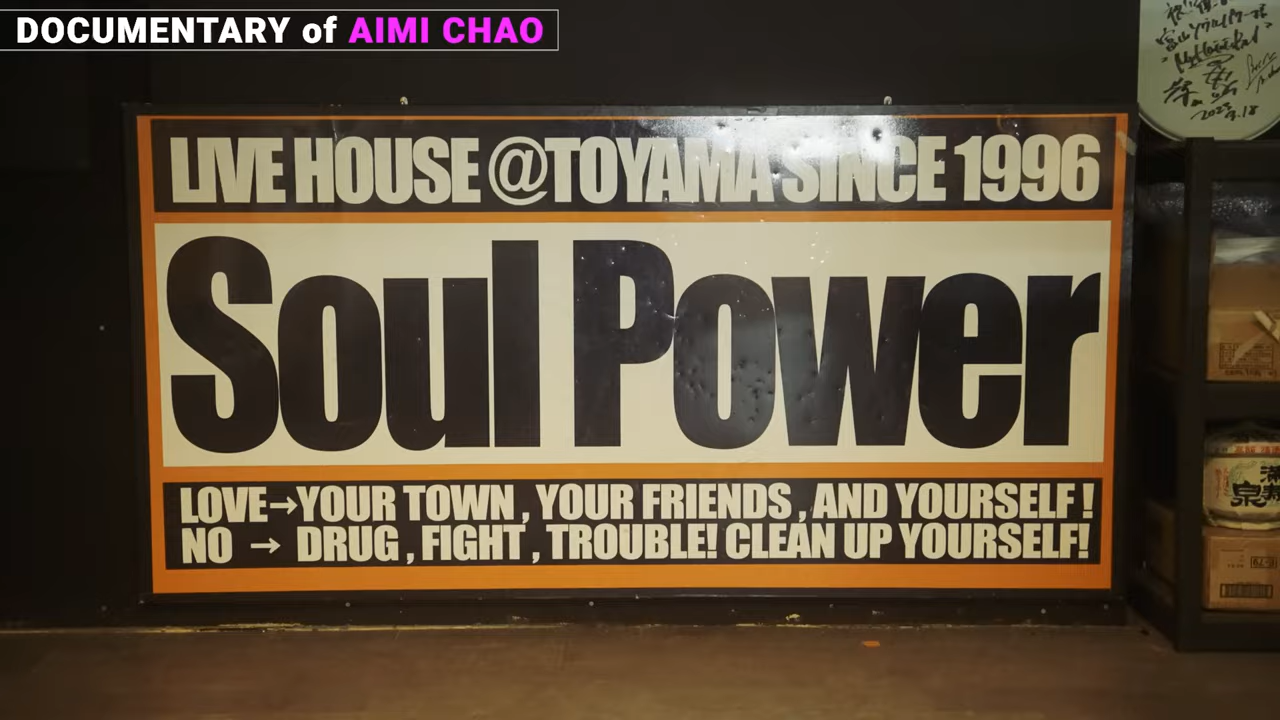 DOCUMENTARY of AIMI CHAO
LIVE HOUSE @TOYAMA SINCE 1996
Soul Power
LOVE→YOUR TOWN , YOUR FRIENDS , AND YOURSELF !
NO → DRUG , FIGHT , TROUBLE! CLEAN UP YOURSELF!